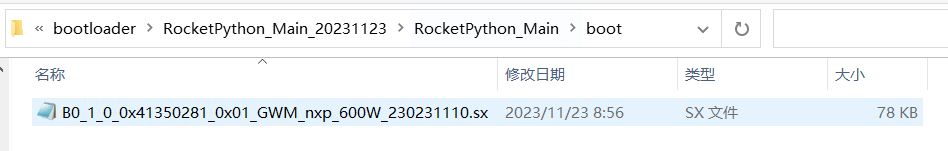 « bootloader > RocketPython_Main_20231123 > RocketPython_Main > boot
名称 修改日期 类型 大小
B0_1_0_0x41350281_0x01_GWM_nxp_600W_230231110.sx 2023/11/23 8:56 SX 文件 78 KB